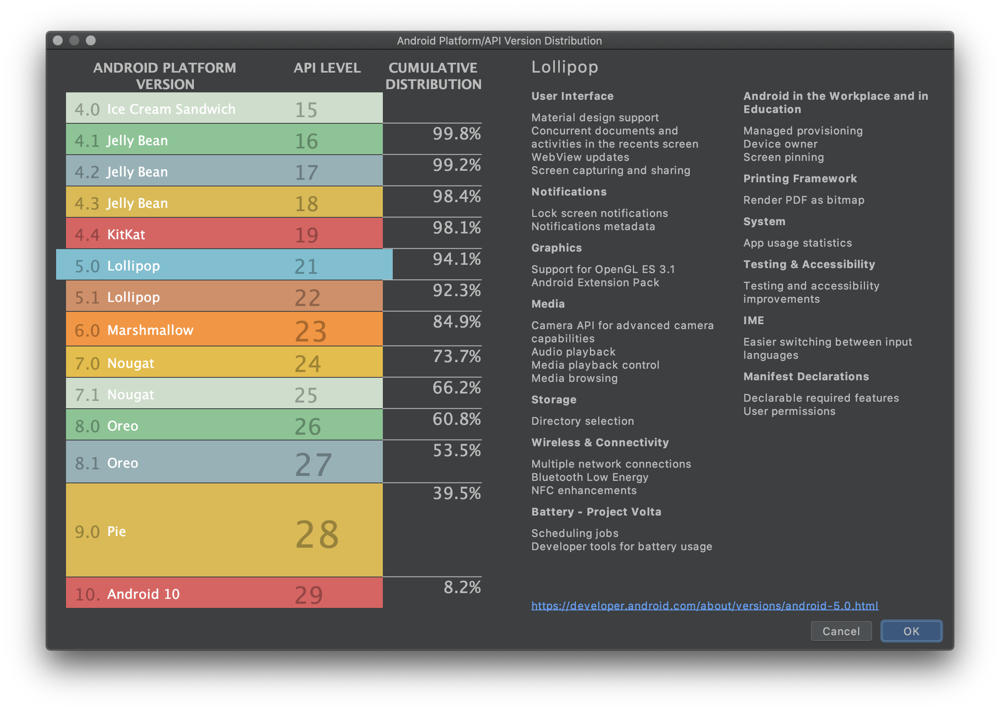 Android Platform/API Version Distribution
ANDROID PLATFORM
VERSION
API LEVEL
CUMULATIVE
DISTRIBUTION
4.0 Ice Cream Sandwich 15
4.1 Jelly Bean 16 99.8%
4.2 Jelly Bean 17 99.2%
4.3 Jelly Bean 18 98.4%
4.4 KitKat 19 98.1%
5.0 Lollipop 21 94.1%
5.1 Lollipop 22 92.3%
6.0 Marshmallow 23 84.9%
7.0 Nougat 24 73.7%
7.1 Nougat 25 66.2%
8.0 Oreo 26 60.8%
8.1 Oreo 27 53.5%
9.0 Pie 28 39.5%
10. Android 10 29 8.2%
Lollipop
User Interface
Material design support
Concurrent documents and
activities in the recents screen
WebView updates
Screen capturing and sharing
Notifications
Lock screen notifications
Notifications metadata
Graphics
Support for OpenGL ES 3.1
Android Extension Pack
Media
Camera API for advanced camera
capabilities
Audio playback
Media playback control
Media browsing
Storage
Directory selection
Wireless & Connectivity
Multiple network connections
Bluetooth Low Energy
NFC enhancements
Battery - Project Volta
Scheduling jobs
Developer tools for battery usage
Android in the Workplace and in
Education
Managed provisioning
Device owner
Screen pinning
Printing Framework
Render PDF as bitmap
System
App usage statistics
Testing & Accessibility
Testing and accessibility
improvements
IME
Easier switching between input
languages
Manifest Declarations
Declarable required features
User permissions
https://developer.android.com/about/versions/android-5.0.html
Cancel
OK